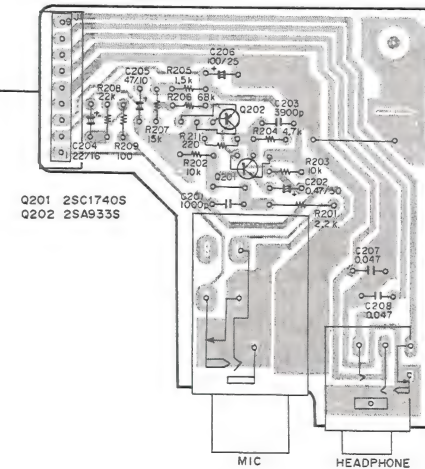 C206
100/25
C205 R205
47/10 1.5k
R208 R206 68k
22k Q202
C203
3900p
R207 R211 R204 4.7k
15k 220
C204 R209 R202 R203
22/16 100 10k 10k
Q201 C202
0.47/50
C201
1000p
R201
2.2k
Q201 2SC1740S
Q202 2SA933S
C207
0.047
C208
0.047
MIC HEADPHONE